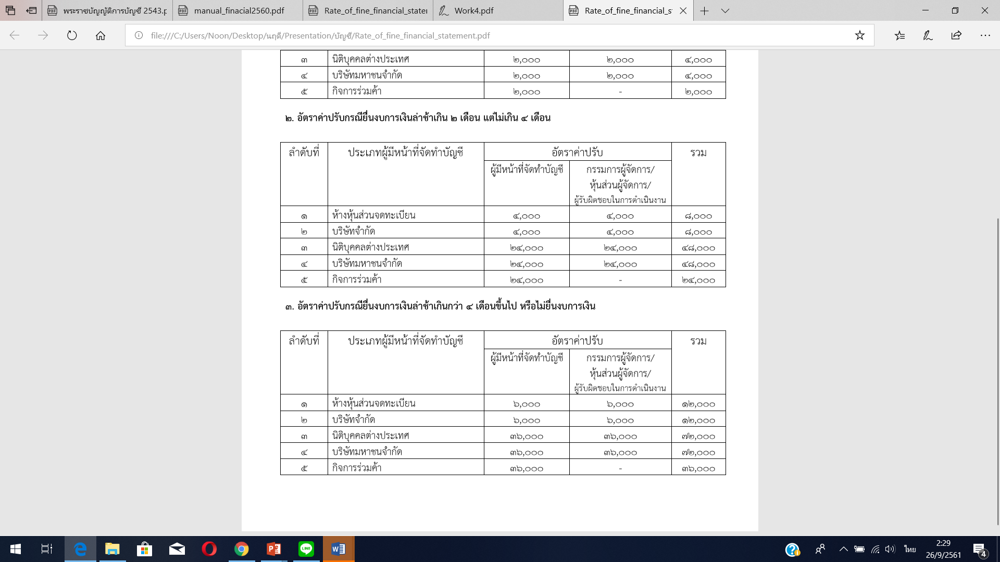 พระราชบัญญัติการบัญชี 2543.p
manual_finacial2560.pdf
Rate_of_fine_financial_stater
Work4.pdf
Rate_of_fine_financial_st
file:///C:/Users/Noon/Desktop/นฤดี/Presentation/บัญชี/Rate_of_fine_financial_statement.pdf
๓ นิติบุคคลต่างประเทศ ๒,๐๐๐ ๒,๐๐๐ ๔,๐๐๐
๔ บริษัทมหาชนจำกัด ๒,๐๐๐ ๒,๐๐๐ ๔,๐๐๐
๕ กิจการร่วมค้า ๒,๐๐๐ - ๒,๐๐๐
๒. อัตราค่าปรับกรณียื่นงบการเงินล่าช้าเกิน ๒ เดือน แต่ไม่เกิน ๔ เดือน
ลำดับที่ ประเภทผู้มีหน้าที่จัดทำบัญชี อัตราค่าปรับ รวม
ผู้มีหน้าที่จัดทำบัญชี กรรมการผู้จัดการ/
หุ้นส่วนผู้จัดการ/
ผู้รับผิดชอบในการดำเนินงาน
๑ ห้างหุ้นส่วนจดทะเบียน ๔,๐๐๐ ๔,๐๐๐ ๘,๐๐๐
๒ บริษัทจำกัด ๔,๐๐๐ ๔,๐๐๐ ๘,๐๐๐
๓ นิติบุคคลต่างประเทศ ๒๔,๐๐๐ ๒๔,๐๐๐ ๔๘,๐๐๐
๔ บริษัทมหาชนจำกัด ๒๔,๐๐๐ ๒๔,๐๐๐ ๔๘,๐๐๐
๕ กิจการร่วมค้า ๒๔,๐๐๐ - ๒๔,๐๐๐
๓. อัตราค่าปรับกรณียื่นงบการเงินล่าช้าเกินกว่า ๔ เดือนขึ้นไป หรือไม่ยื่นงบการเงิน
ลำดับที่ ประเภทผู้มีหน้าที่จัดทำบัญชี อัตราค่าปรับ รวม
ผู้มีหน้าที่จัดทำบัญชี กรรมการผู้จัดการ/
หุ้นส่วนผู้จัดการ/
ผู้รับผิดชอบในการดำเนินงาน
๑ ห้างหุ้นส่วนจดทะเบียน ๖,๐๐๐ ๖,๐๐๐ ๑๒,๐๐๐
๒ บริษัทจำกัด ๖,๐๐๐ ๖,๐๐๐ ๑๒,๐๐๐
๓ นิติบุคคลต่างประเทศ ๓๖,๐๐๐ ๓๖,๐๐๐ ๗๒,๐๐๐
๔ บริษัทมหาชนจำกัด ๓๖,๐๐๐ ๓๖,๐๐๐ ๗๒,๐๐๐
๕ กิจการร่วมค้า ๓๖,๐๐๐ - ๓๖,๐๐๐
LINE
ไทย
2:29
26/9/2561
4